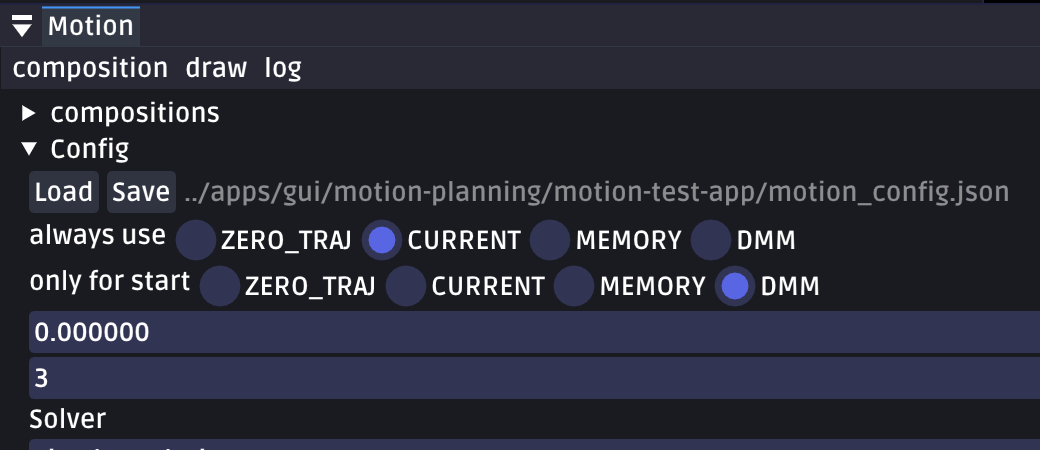 Motion
composition draw log
compositions
Config
Load Save ../apps/gui/motion-planning/motion-test-app/motion_config.json
always use ZERO_TRAJ CURRENT MEMORY DMM
only for start ZERO_TRAJ CURRENT MEMORY DMM
0.000000
3
Solver